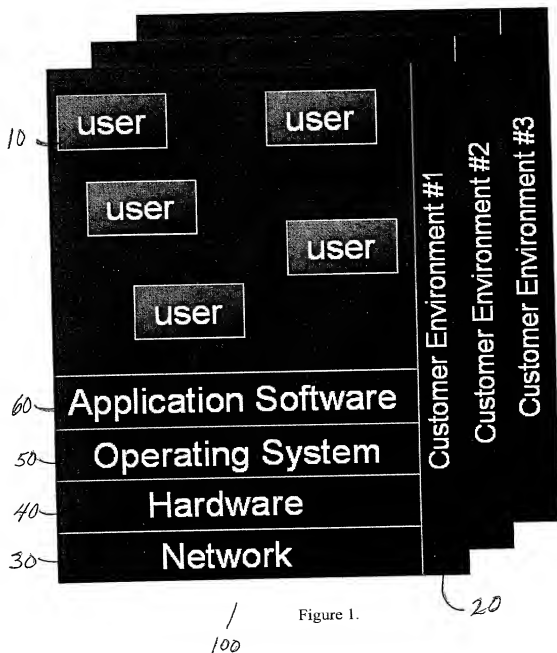 10
user
user
user
user
user
60
Application Software
50
Operating System
40
Hardware
30
Network
Customer Environment #1
Customer Environment #2
Customer Environment #3
20
Figure 1.
100